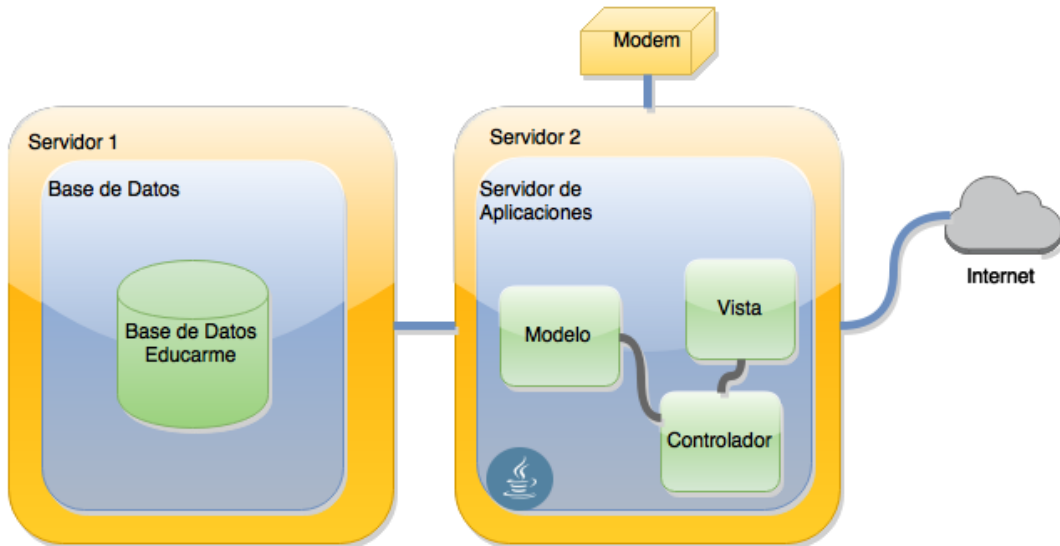 Modem
Servidor 1
Base de Datos
Base de Datos
Educarme
Servidor 2
Servidor de
Aplicaciones
Modelo
Vista
Controlador
Internet